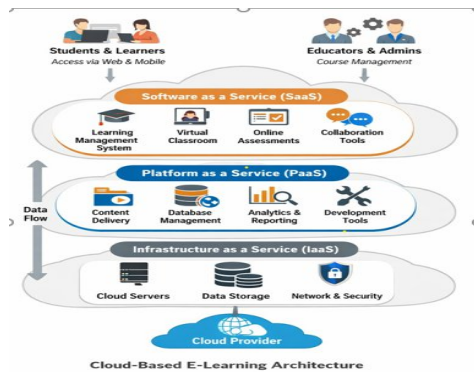 Students & Learners
Access via Web & Mobile
Educators & Admins
Course Management
Software as a Service (SaaS)
Learning
Management
System
Virtual
Classroom
Online
Assessments
Collaboration
Tools
Data
Flow
Platform as a Service (PaaS)
Content
Delivery
Database
Management
Analytics &
Reporting
Development
Tools
Infrastructure as a Service (IaaS)
Cloud Servers
Data Storage
Network & Security
Cloud Provider
Cloud-Based E-Learning Architecture